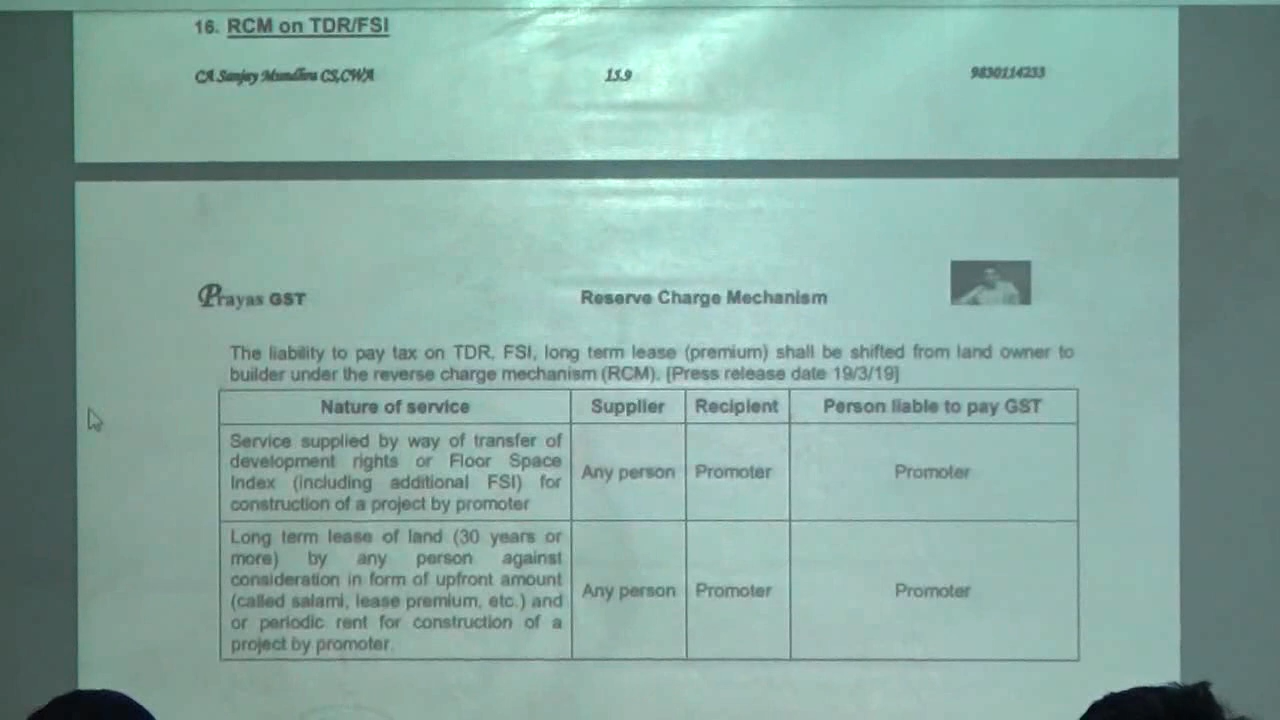 16. RCM on TDR/FSI
CA Sanjay Mundhra CS,CWA 15.9 9830114233
Prayas GST Reserve Charge Mechanism
The liability to pay tax on TDR, FSI, long term lease (premium) shall be shifted from land owner to
builder under the reverse charge mechanism (RCM). [Press release date 19/3/19]
Nature of service Supplier Recipient Person liable to pay GST
Service supplied by way of transfer of
development rights or Floor Space
Index (including additional FSI) for
construction of a project by promoter
Any person Promoter Promoter
Long term lease of land (30 years or
more) by any person against
consideration in form of upfront amount
(called salami, lease premium, etc.) and
or periodic rent for construction of a
project by promoter.
Any person Promoter Promoter